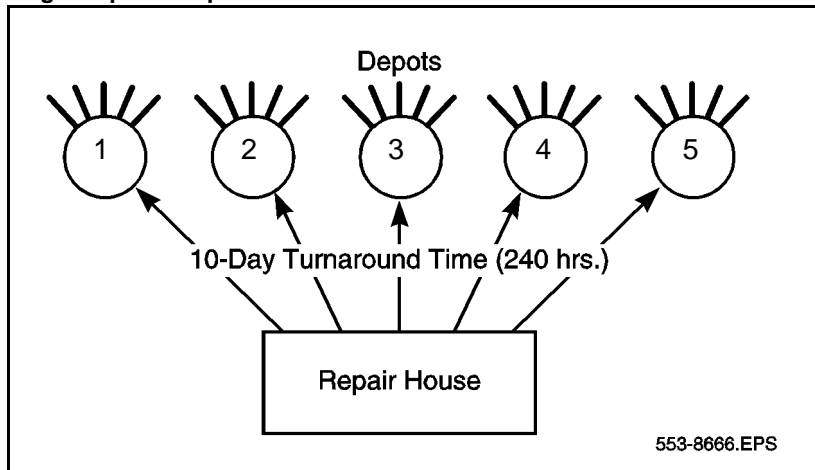 Depots
1 2 3 4 5
10-Day Turnaround Time (240 hrs.)
Repair House
553-8666.EPS